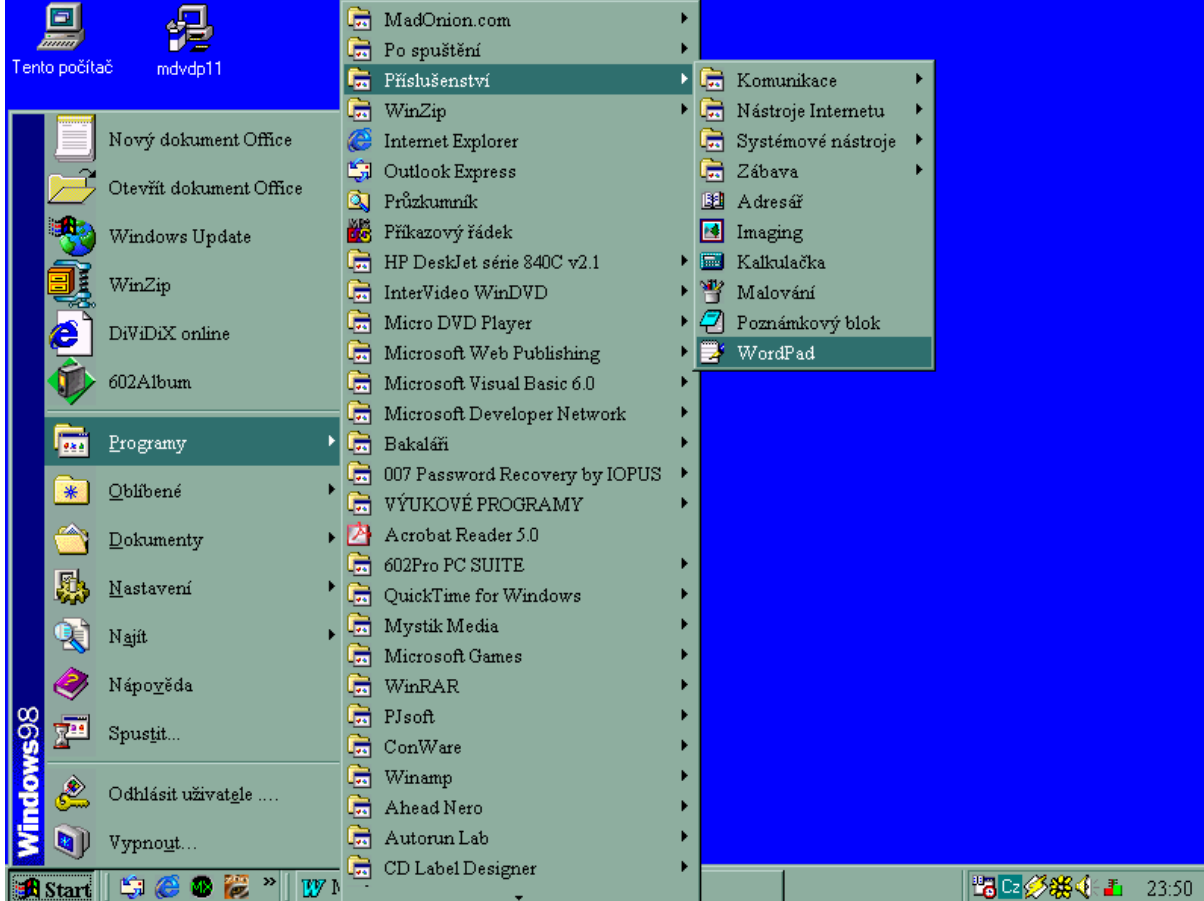 Tento počítač
mdvdp11
Nový dokument Office
Otevřít dokument Office
Windows Update
WinZip
DiViDiX online
602Album
Programy
Oblíbené
Dokumenty
Nastavení
Najít
Nápověda
Spustit...
Odhlásit uživatele ....
Vypnout...
Windows98
MadOnion.com
Po spuštění
Příslušenství
WinZip
Internet Explorer
Outlook Express
Průzkumník
Příkazový řádek
HP DeskJet série 840C v2.1
InterVideo WinDVD
Micro DVD Player
Microsoft Web Publishing
Microsoft Visual Basic 6.0
Microsoft Developer Network
Bakaláři
007 Password Recovery by IOPUS
VÝUKOVÉ PROGRAMY
Acrobat Reader 5.0
602Pro PC SUITE
QuickTime for Windows
Mystik Media
Microsoft Games
WinRAR
PJsoft
ConWare
Winamp
Ahead Nero
Autorun Lab
CD Label Designer
Komunikace
Nástroje Internetu
Systémové nástroje
Zábava
Adresář
Imaging
Kalkulačka
Malování
Poznámkový blok
WordPad
Start
Cz
23:50